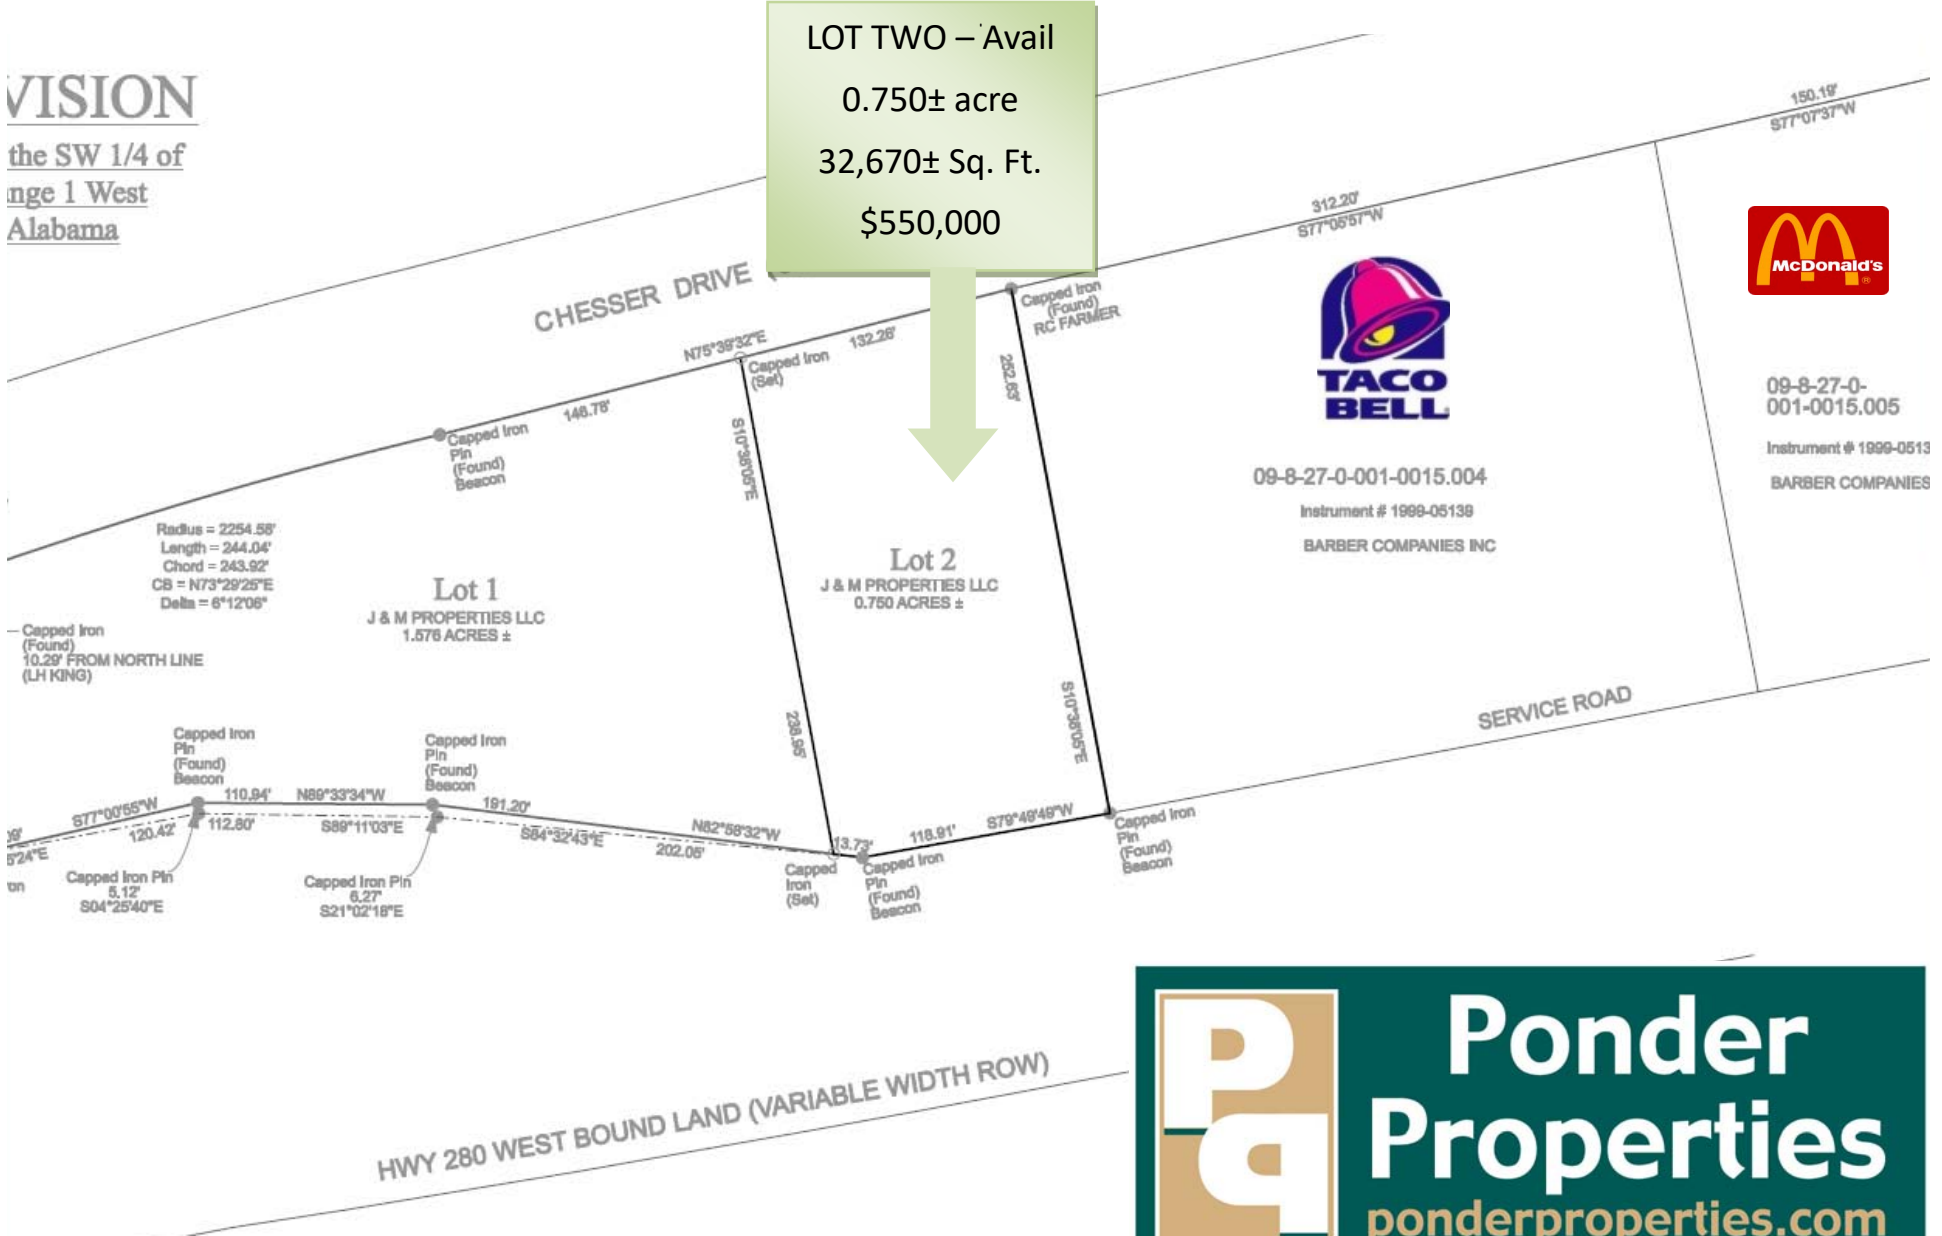 LOT TWO – Avail
0.750± acre
32,670± Sq. Ft.
$550,000
VISION
the SW 1/4 of
nge 1 West
Alabama
CHESSER DRIVE
150.19'
S77°07'37"W
312.20'
S77°05'57"W
McDonald's
TACO
BELL
09-8-27-0-
001-0015.005
Instrument # 1999-0513
BARBER COMPANIES
09-8-27-0-001-0015.004
Instrument # 1999-05139
BARBER COMPANIES INC
Capped Iron
(Found)
RC FARMER
N75°39'32"E
132.26'
Capped Iron
(Set)
252.63'
146.78'
Capped Iron
Pin
(Found)
Beacon
S10°38'05"E
Radius = 2254.58'
Length = 244.04'
Chord = 243.92'
CB = N73°29'25"E
Delta = 6°12'06"
Lot 1
J & M PROPERTIES LLC
1.576 ACRES ±
Lot 2
J & M PROPERTIES LLC
0.750 ACRES ±
Capped Iron
(Found)
10.29' FROM NORTH LINE
(LH KING)
238.95'
S10°38'05"E
SERVICE ROAD
Capped Iron
Pin
(Found)
Beacon
Capped Iron
Pin
(Found)
Beacon
S77°00'55"W
110.94'
N89°33'34"W
191.20'
N82°58'32"W
13.73'
118.91'
S79°49'49"W
120.42'
112.80'
S89°11'03"E
S84°32'43"E
202.05'
Capped Iron Pin
5.12'
S04°25'40"E
Capped Iron Pin
6.27'
S21°02'18"E
Capped
Iron
(Set)
Capped Iron
Pin
(Found)
Beacon
Capped Iron
Pin
(Found)
Beacon
HWY 280 WEST BOUND LAND (VARIABLE WIDTH ROW)
Ponder
Properties
ponderproperties.com